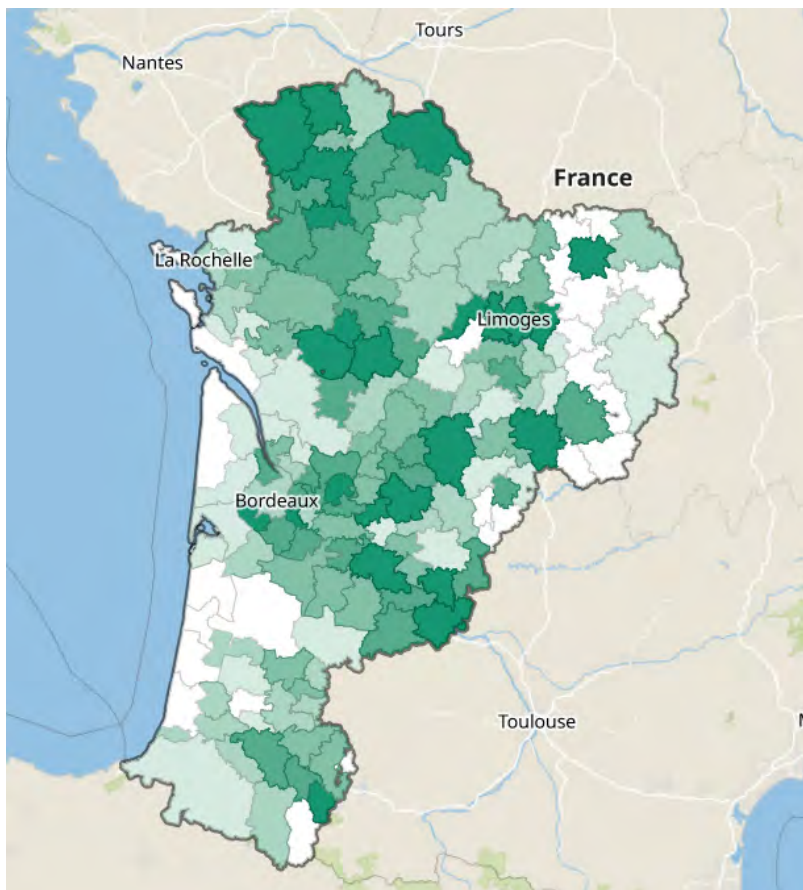 Tours
Nantes
France
La Rochelle
Limoges
Bordeaux
Toulouse
N